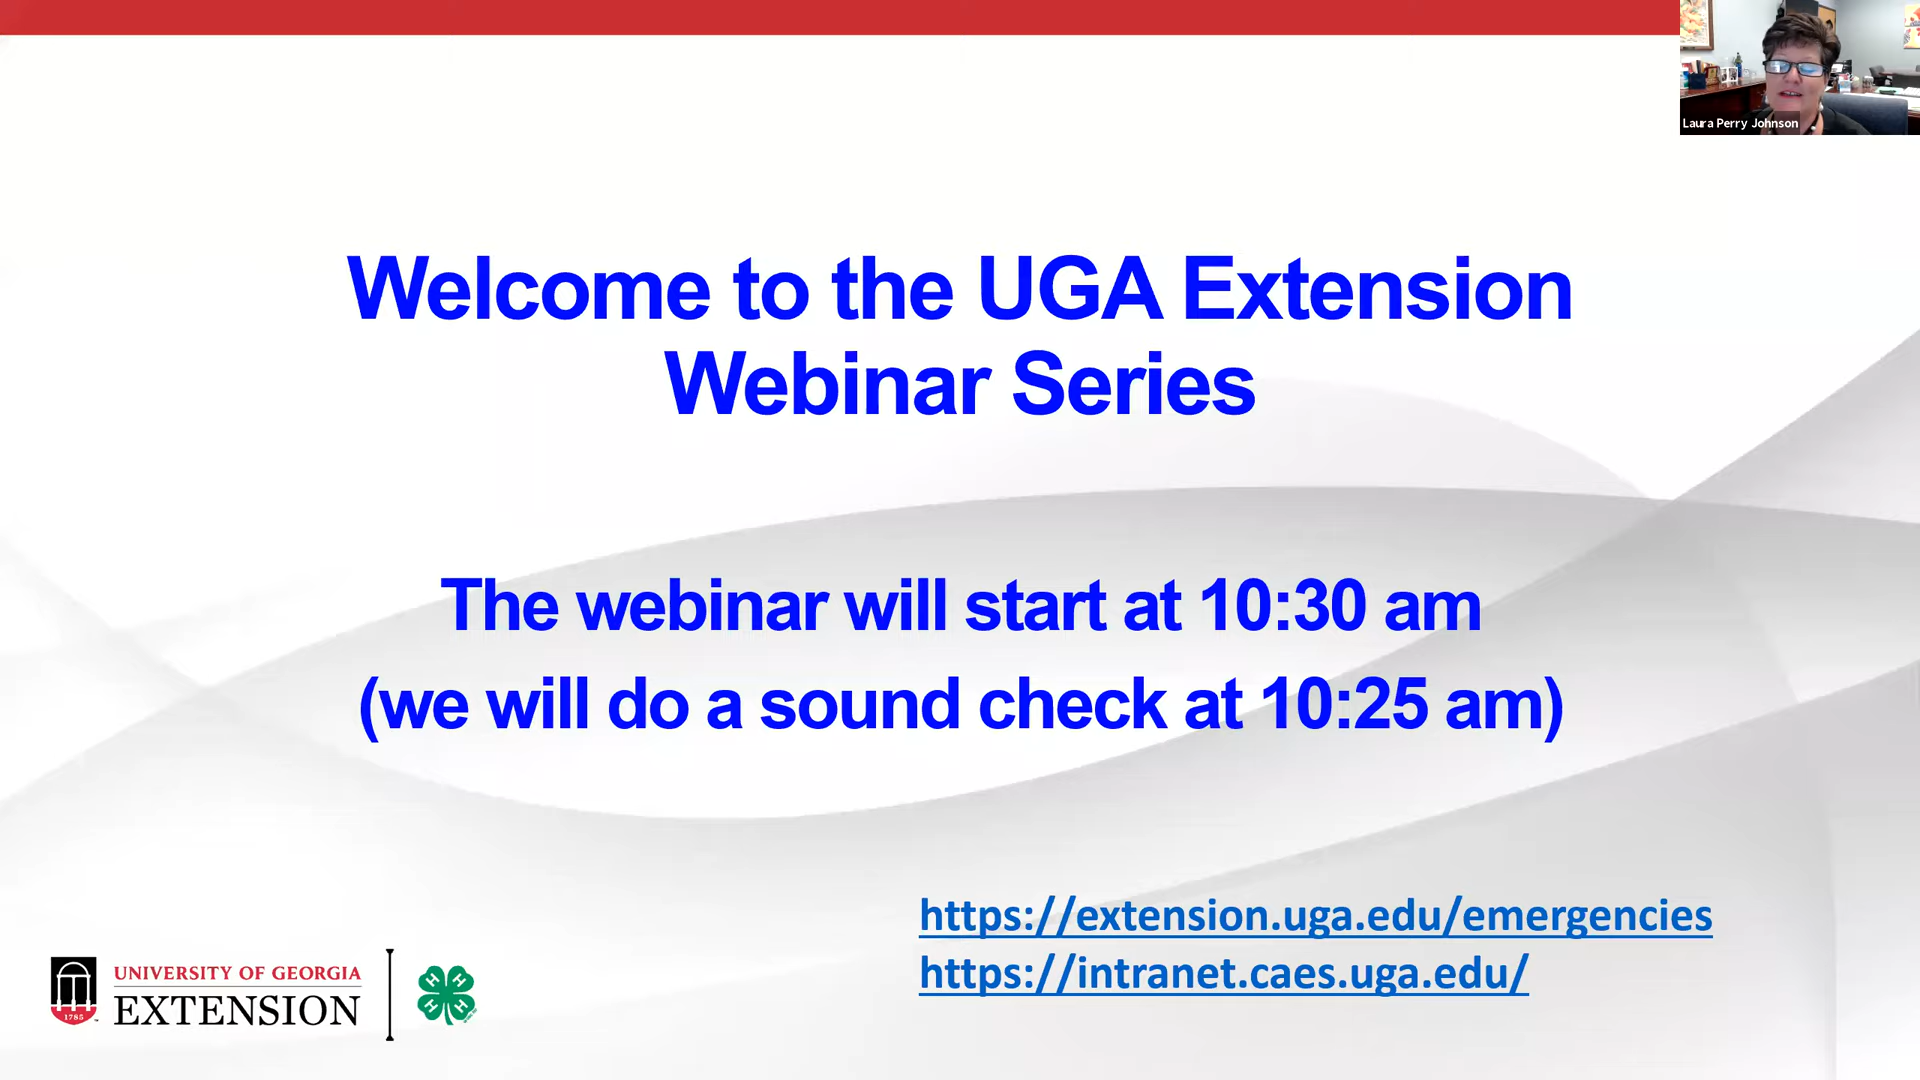 Laura Perry Johnson
Welcome to the UGA Extension
Webinar Series
The webinar will start at 10:30 am
(we will do a sound check at 10:25 am)
https://extension.uga.edu/emergencies
https://intranet.caes.uga.edu/
UNIVERSITY OF GEORGIA
EXTENSION
1785
H H
H H